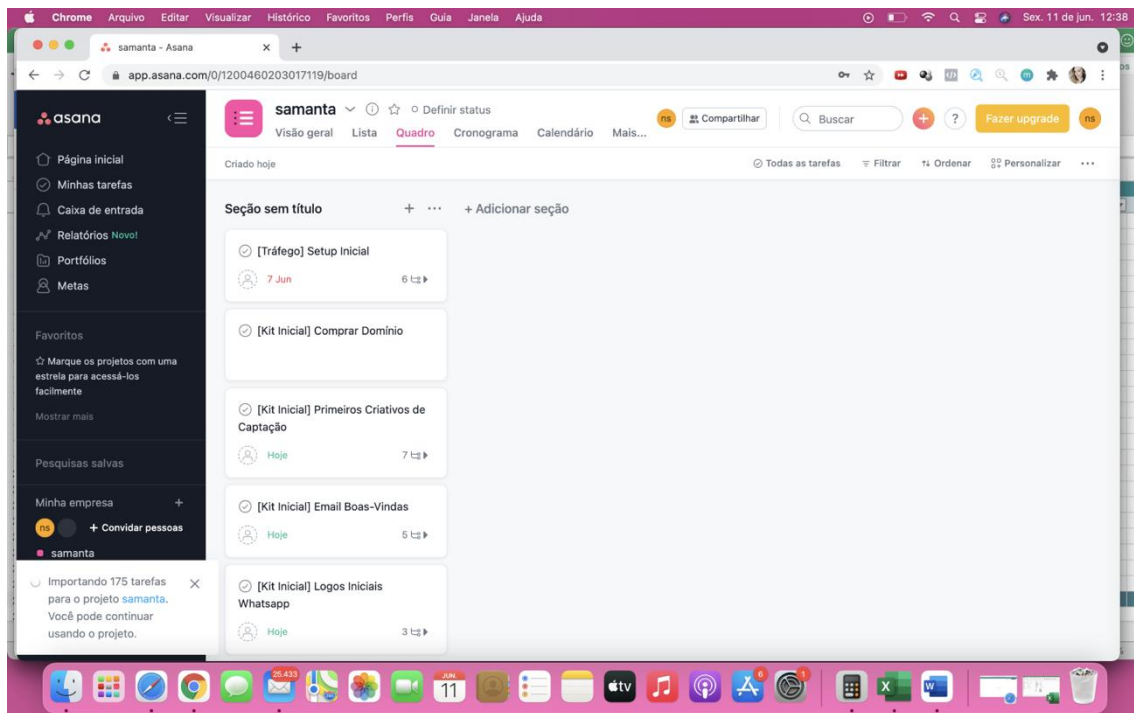 Chrome Arquivo Editar Visualizar Histórico Favoritos Perfis Guia Janela Ajuda Sex. 11 de jun. 12:38
samanta - Asana
app.asana.com/0/1200460203017119/board
asana
samanta Definir status
Visão geral Lista Quadro Cronograma Calendário Mais...
ns Compartilhar Buscar ? Fazer upgrade ns
Página inicial
Minhas tarefas
Caixa de entrada
Relatórios Novo!
Portfólios
Metas
Favoritos
Marque os projetos com uma
estrela para acessá-los
facilmente
Mostrar mais
Pesquisas salvas
Minha empresa +
ns + Convidar pessoas
samanta
Importando 175 tarefas
para o projeto samanta.
Você pode continuar
usando o projeto.
Criado hoje Todas as tarefas Filtrar Ordenar Personalizar ...
Seção sem título + ... + Adicionar seção
[Tráfego] Setup Inicial
7 Jun 6
[Kit Inicial] Comprar Domínio
[Kit Inicial] Primeiros Criativos de
Captação
Hoje 7
[Kit Inicial] Email Boas-Vindas
Hoje 5
[Kit Inicial] Logos Iniciais
Whatsapp
Hoje 3
25.433
JUN.
11
tv
6
1
X
W